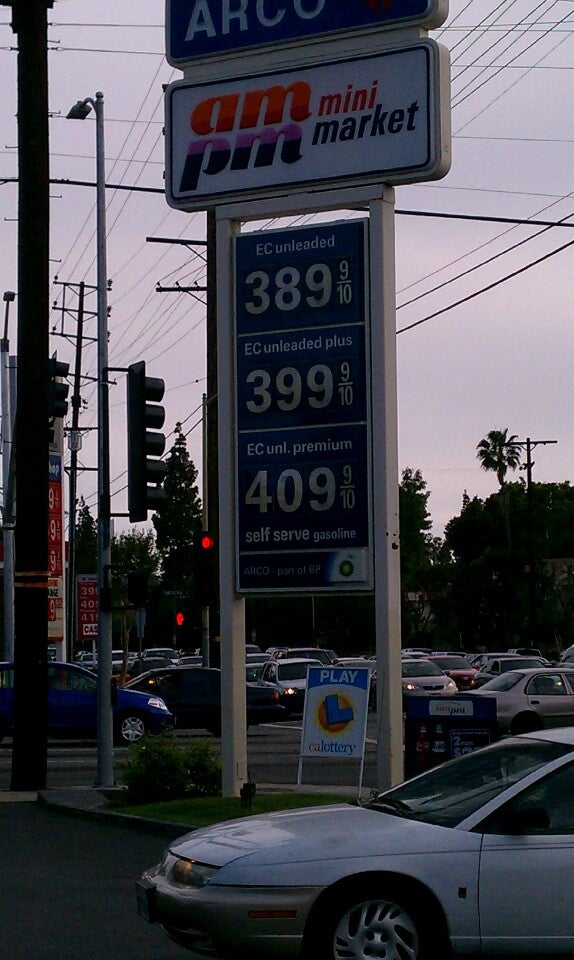 ARCO
am mini
pm market
EC unleaded
389 9/10
EC unleaded plus
399 9/10
EC unl. premium
409 9/10
self serve gasoline
ARCO - part of BP
PLAY
calottery
ampm